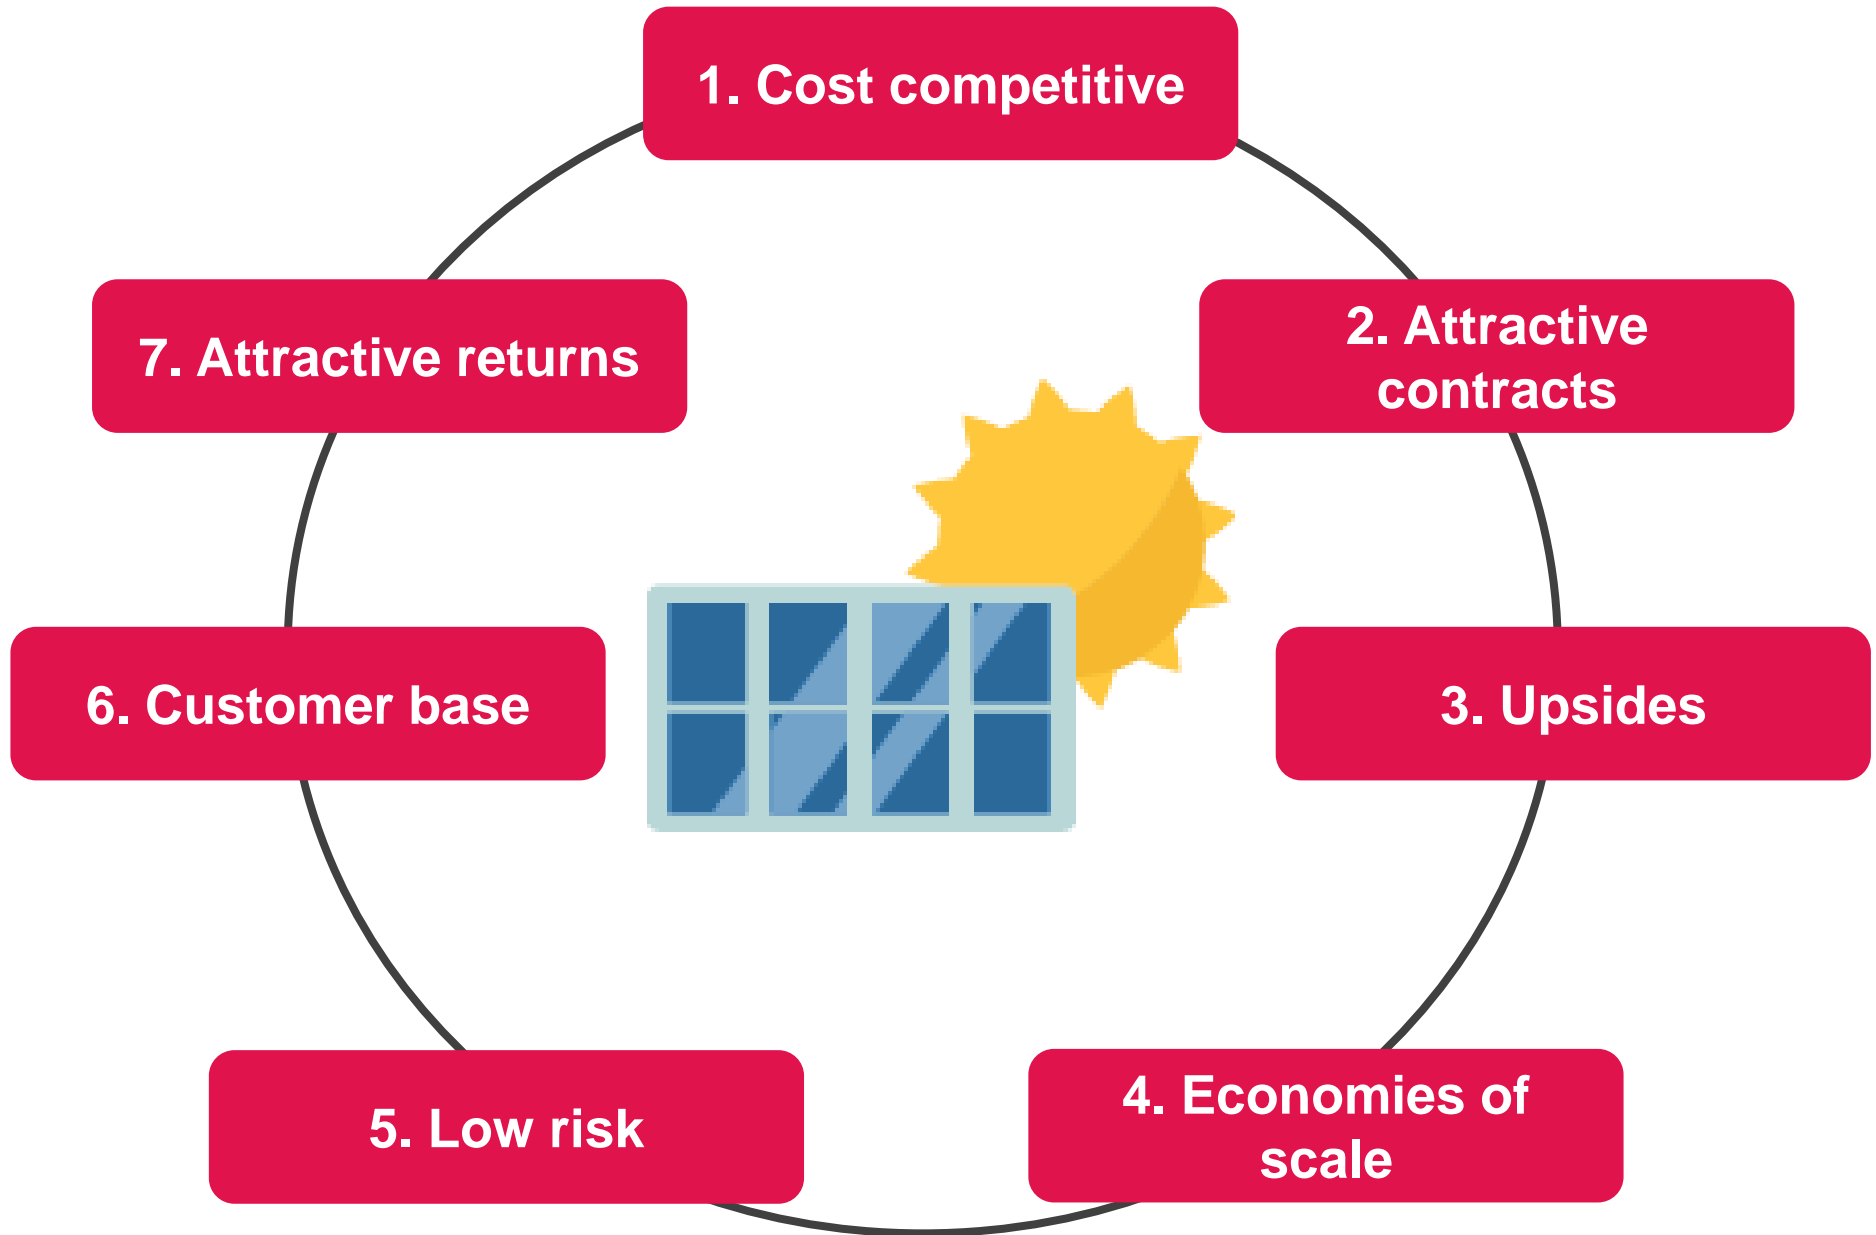 1. Cost competitive
2. Attractive
contracts
3. Upsides
4. Economies of
scale
5. Low risk
6. Customer base
7. Attractive returns